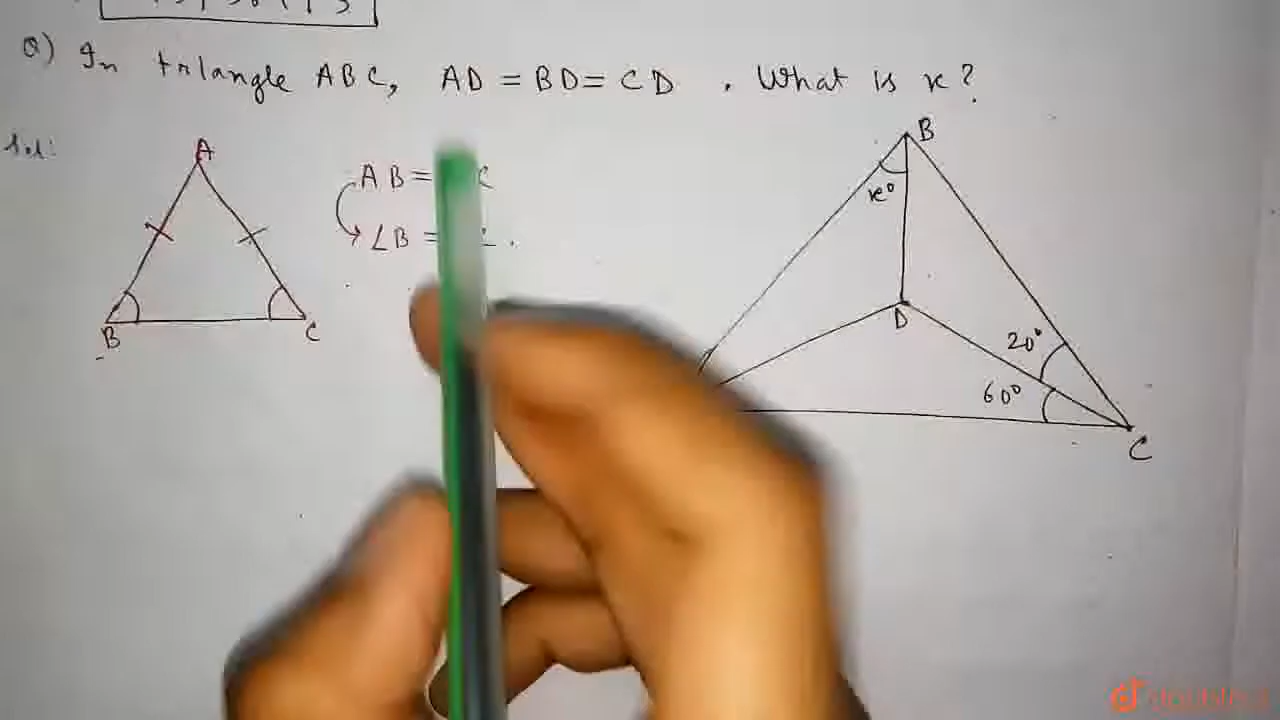 Q) In triangle ABC, AD = BD = CD . What is x?
Sol:
A
AB =
∠B =
B
C
B
x°
D
20°
60°
C